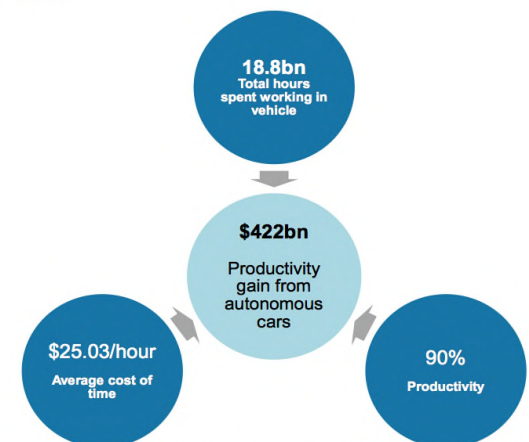 18.8bn
Total hours
spent working in
vehicle
$422bn
Productivity
gain from
autonomous
cars
$25.03/hour
Average cost of
time
90%
Productivity